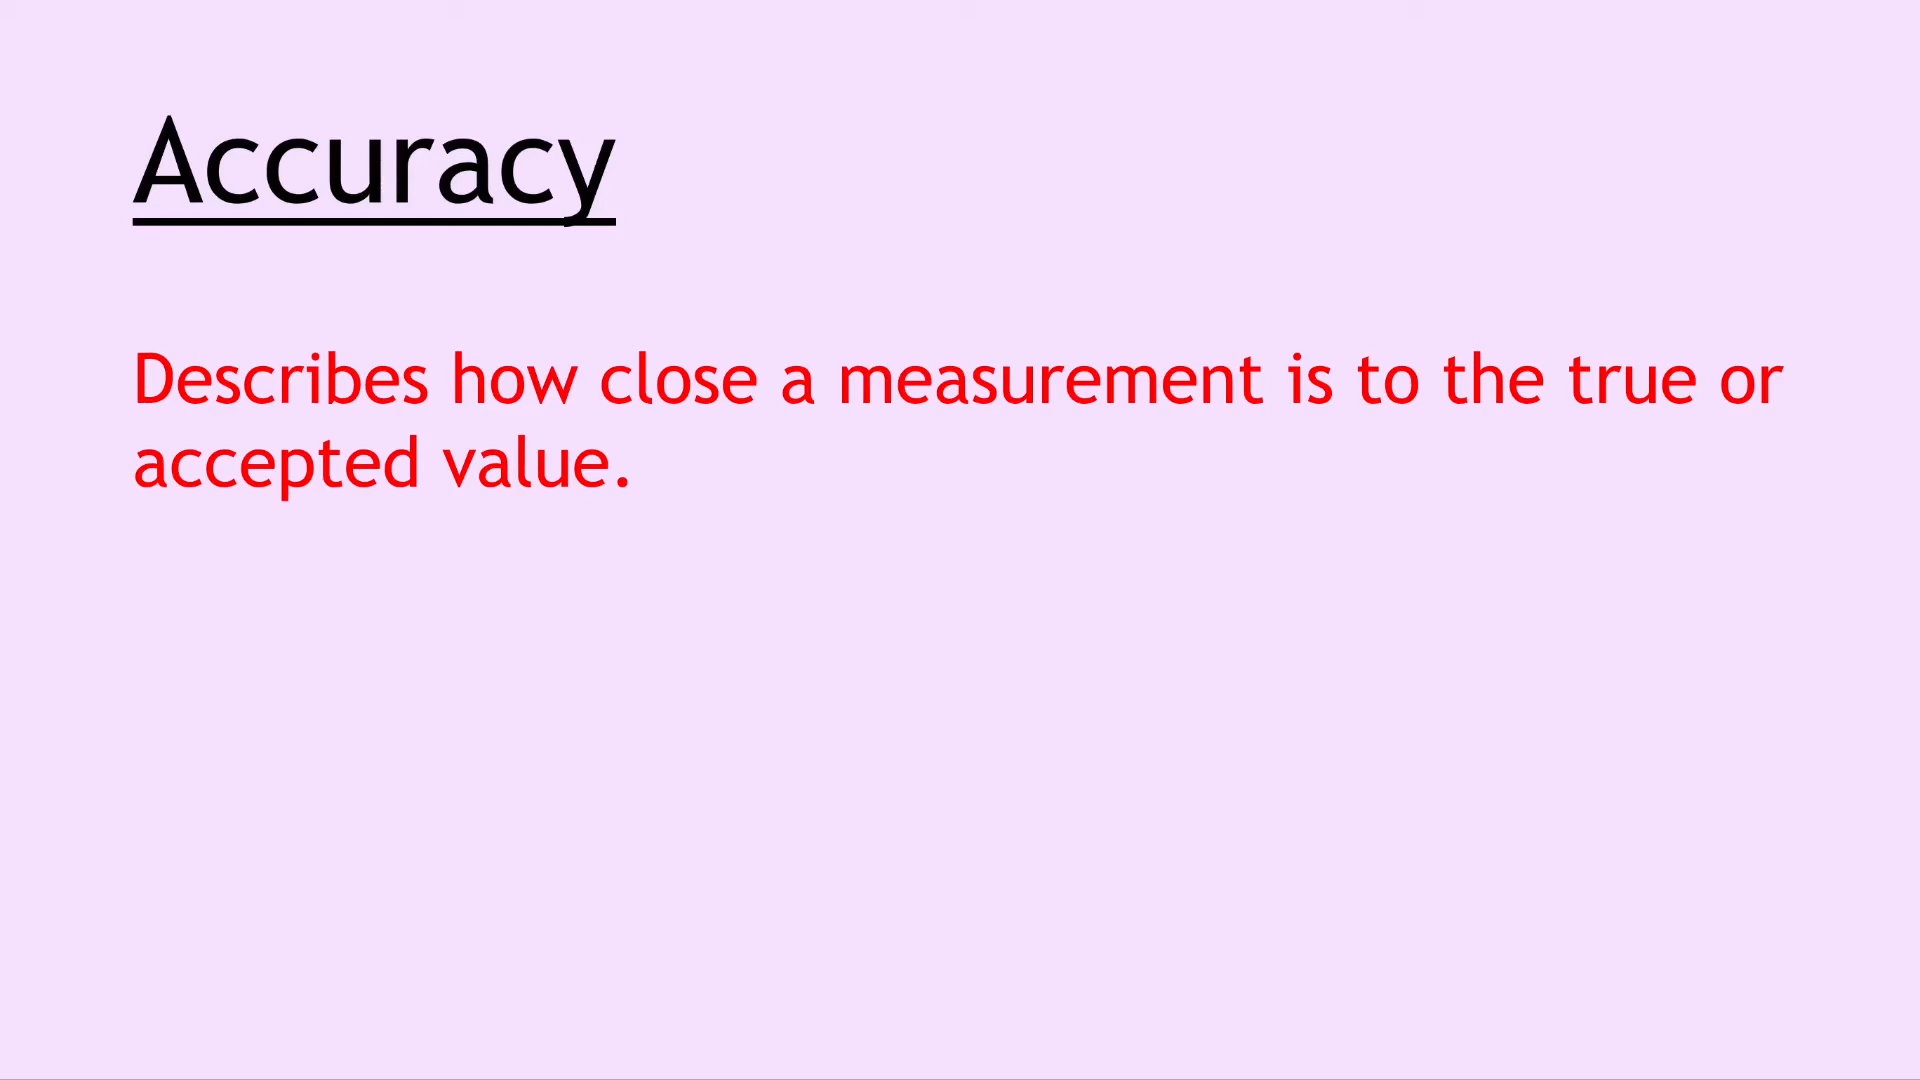 Accuracy
Describes how close a measurement is to the true or
accepted value.